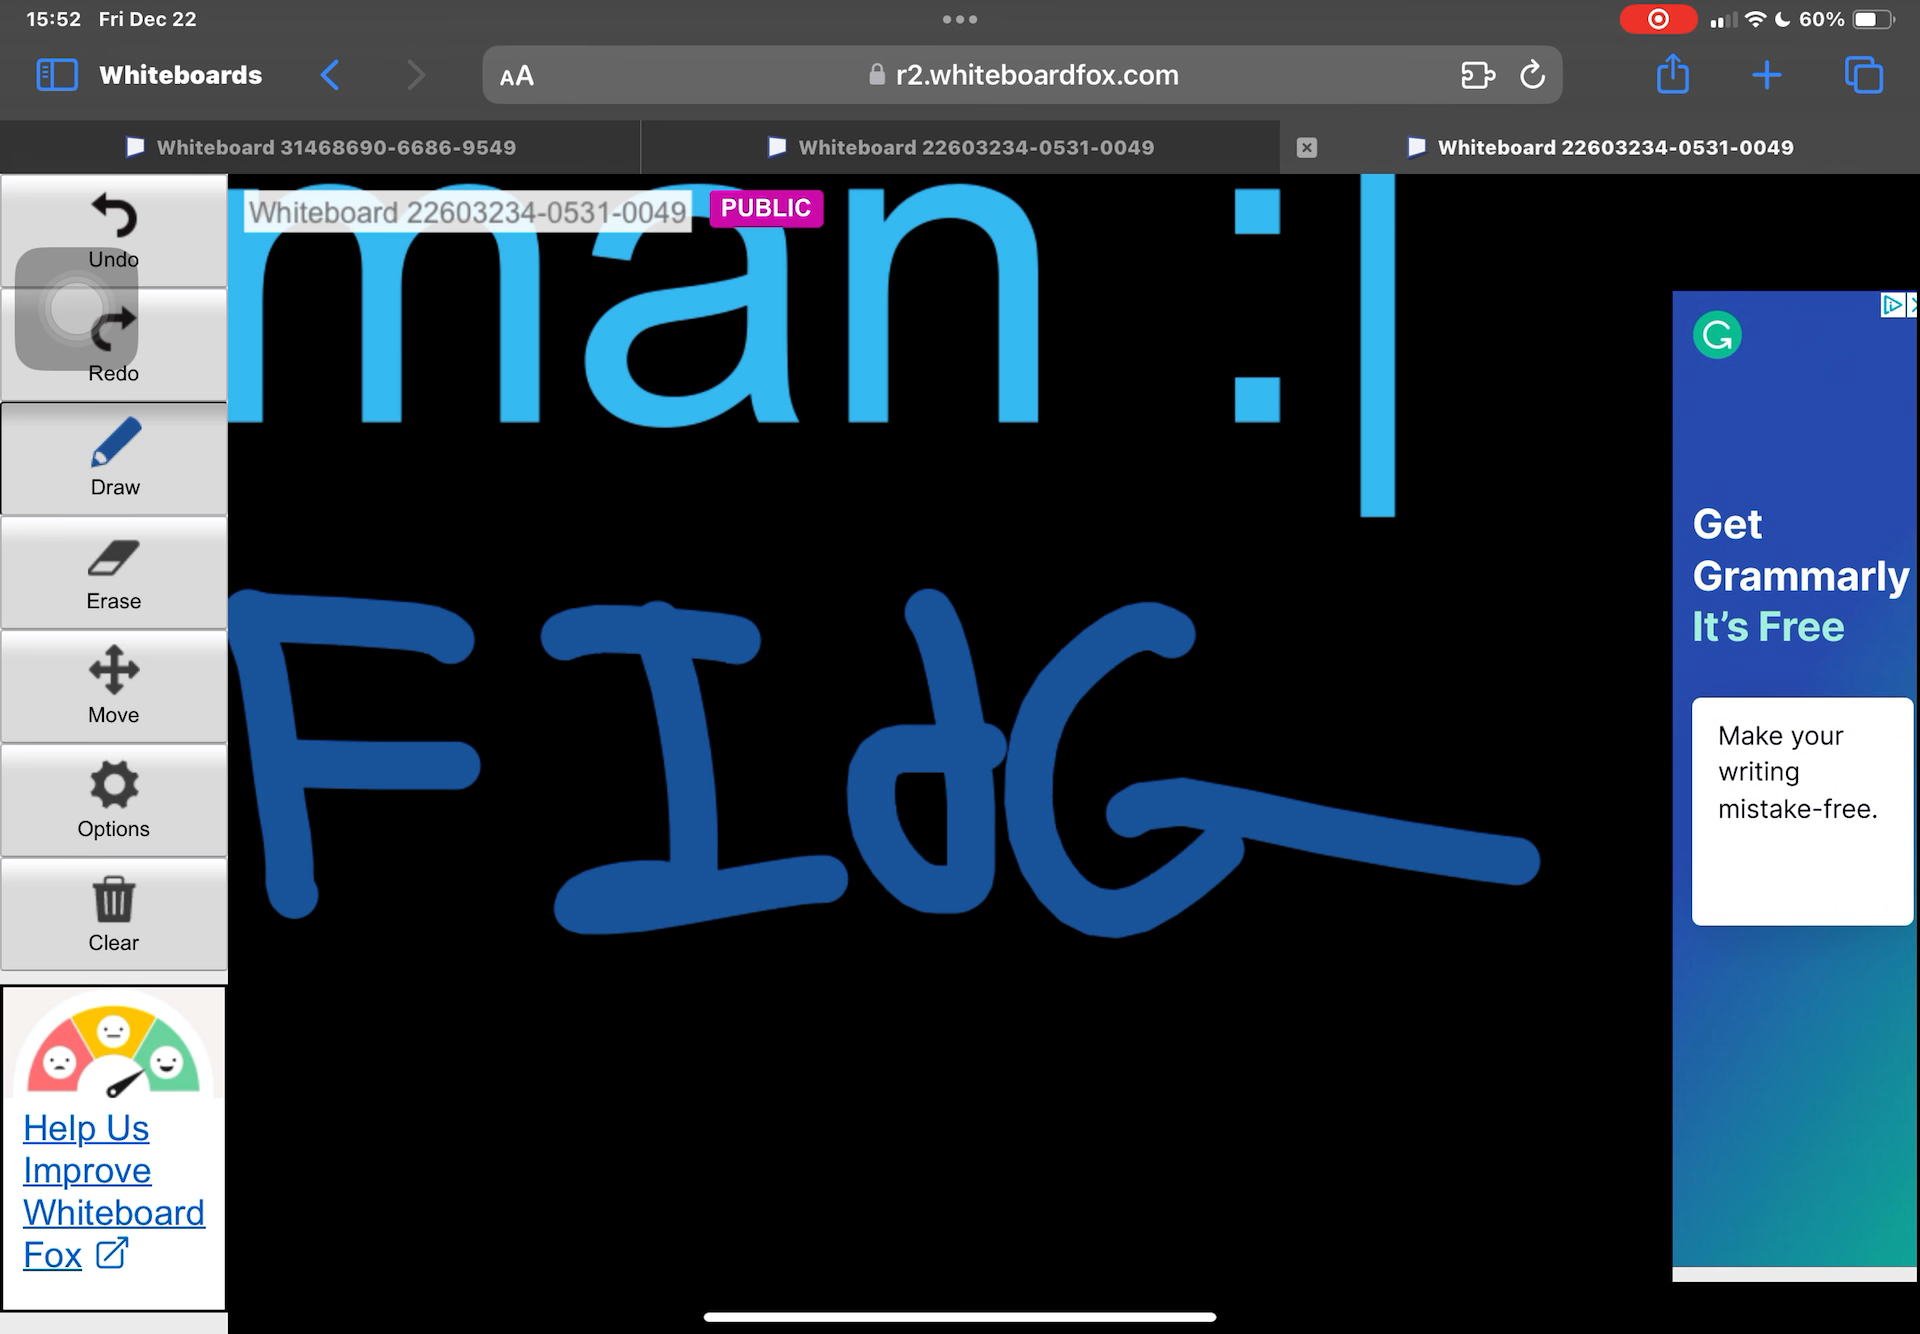 15:52 Fri Dec 22 60%
Whiteboards AA r2.whiteboardfox.com
Whiteboard 31468690-6686-9549 Whiteboard 22603234-0531-0049 Whiteboard 22603234-0531-0049
Whiteboard 22603234-0531-0049 PUBLIC
man :|
Undo
Redo
Draw
Erase
Move
Options
Clear
FIdG
Help Us
Improve
Whiteboard
Fox
G
Get
Grammarly
It's Free
Make your
writing
mistake-free.